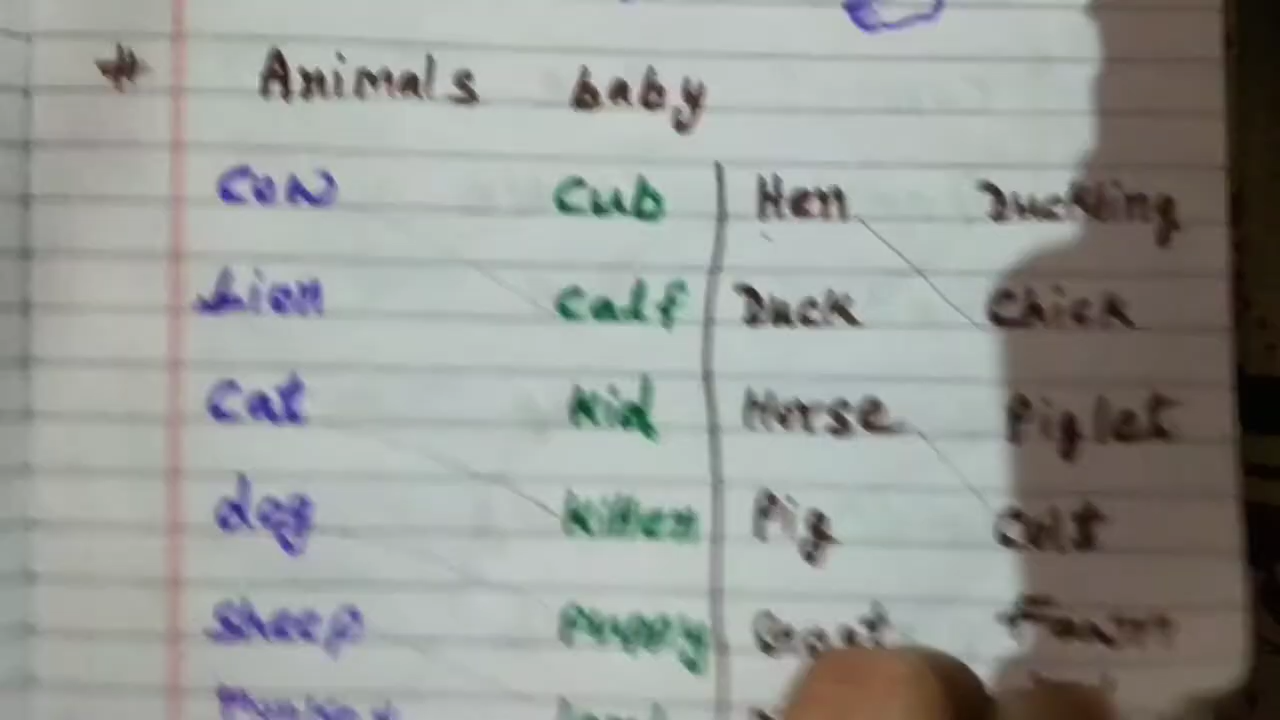 # Animals baby
Cow Cub Hen Duckling
Lion Calf Duck Chick
Cat Kid Horse Piglet
dog Kitten Pig Colt
Sheep Puppy Goat Fawn